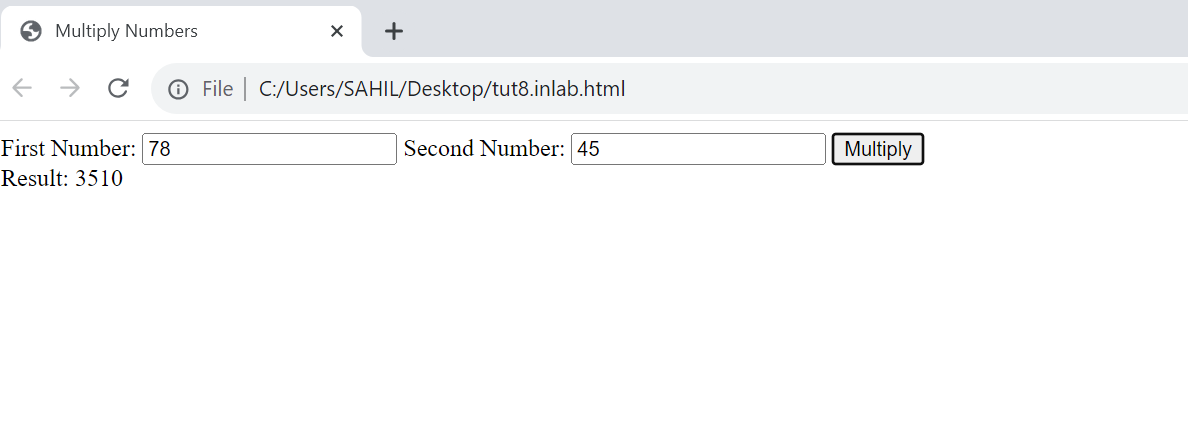 Multiply Numbers
File C:/Users/SAHIL/Desktop/tut8.inlab.html
First Number: 78 Second Number: 45 Multiply
Result: 3510